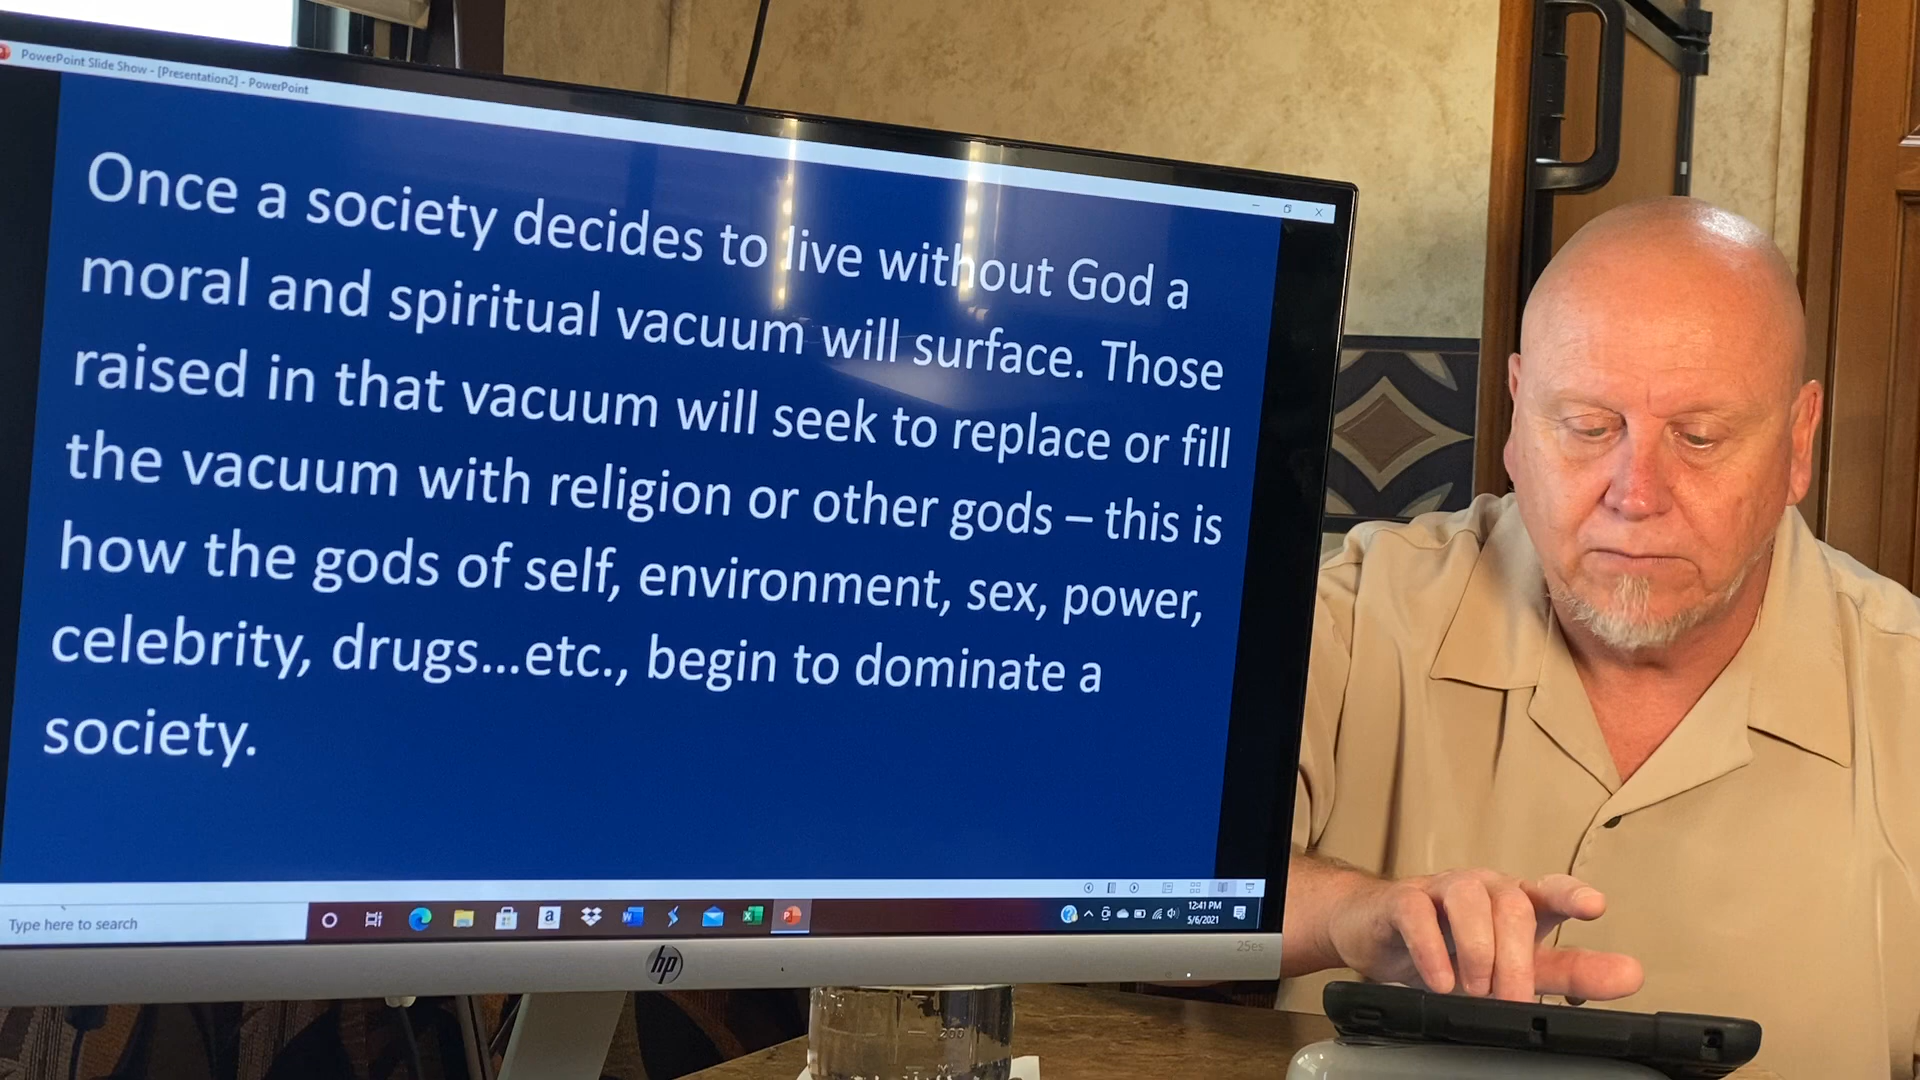 PowerPoint Slide Show - [Presentation2] - PowerPoint
Once a society decides to live without God a
moral and spiritual vacuum will surface. Those
raised in that vacuum will seek to replace or fill
the vacuum with religion or other gods – this is
how the gods of self, environment, sex, power,
celebrity, drugs...etc., begin to dominate a
society.
Type here to search
12:41 PM
5/6/2021
hp
25es
200